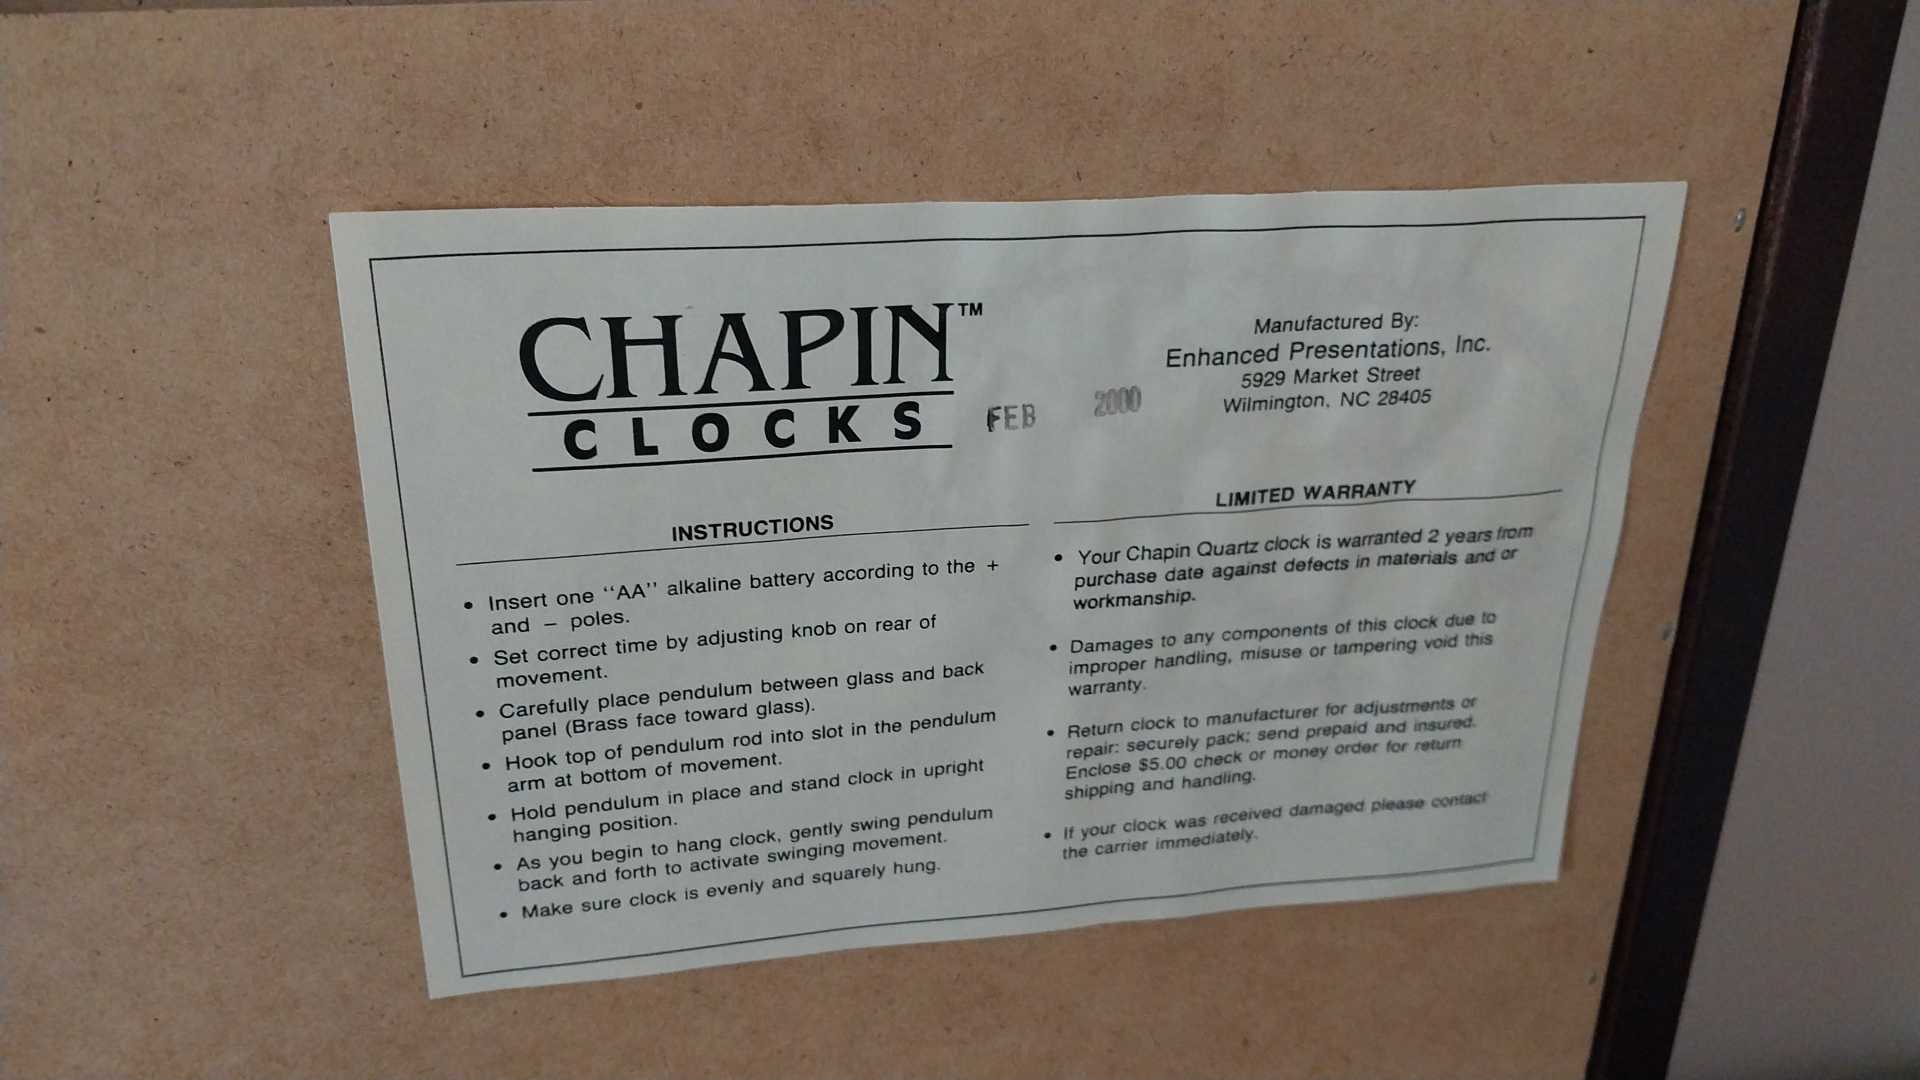 CHAPIN™
CLOCKS
FEB 2000
Manufactured By:
Enhanced Presentations, Inc.
5929 Market Street
Wilmington, NC 28405
INSTRUCTIONS
• Insert one ‘‘AA’’ alkaline battery according to the +
and – poles.
• Set correct time by adjusting knob on rear of
movement.
• Carefully place pendulum between glass and back
panel (Brass face toward glass).
• Hook top of pendulum rod into slot in the pendulum
arm at bottom of movement.
• Hold pendulum in place and stand clock in upright
hanging position.
• As you begin to hang clock, gently swing pendulum
back and forth to activate swinging movement.
• Make sure clock is evenly and squarely hung.
LIMITED WARRANTY
• Your Chapin Quartz clock is warranted 2 years from
purchase date against defects in materials and or
workmanship.
• Damages to any components of this clock due to
improper handling, misuse or tampering void this
warranty.
• Return clock to manufacturer for adjustments or
repair: securely pack; send prepaid and insured.
Enclose $5.00 check or money order for return
shipping and handling.
• If your clock was received damaged please contact
the carrier immediately.